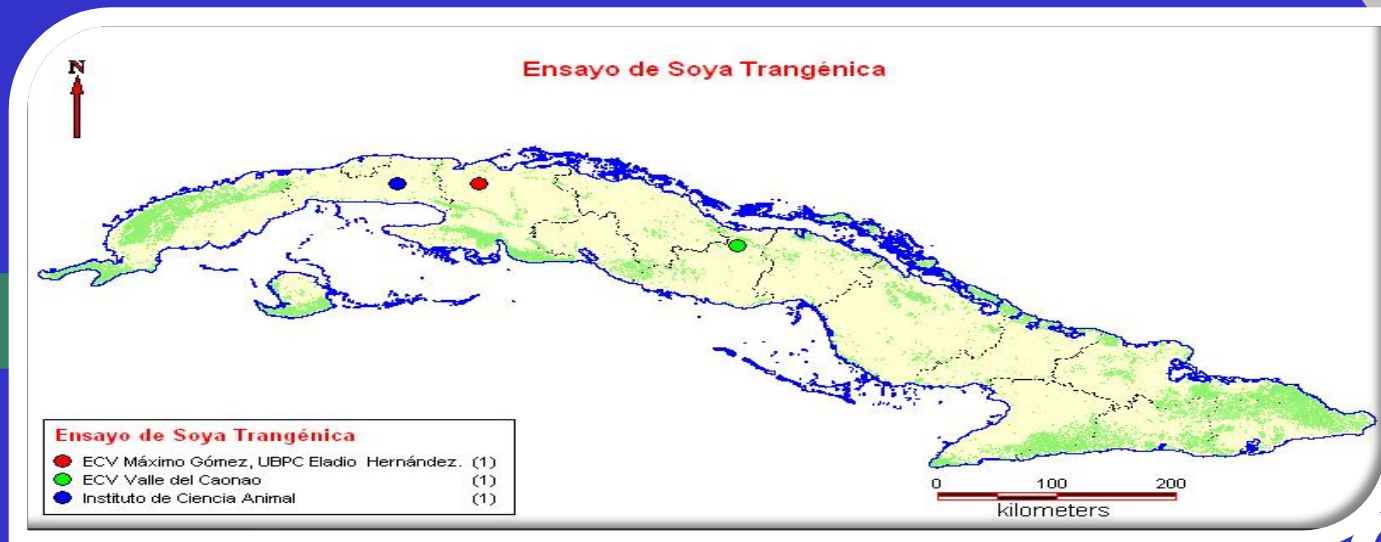 N
Ensayo de Soya Trangénica
Ensayo de Soya Trangénica
ECV Máximo Gómez, UBPC Eladio Hernández. (1)
ECV Valle del Caonao (1)
Instituto de Ciencia Animal (1)
0 100 200
kilometers